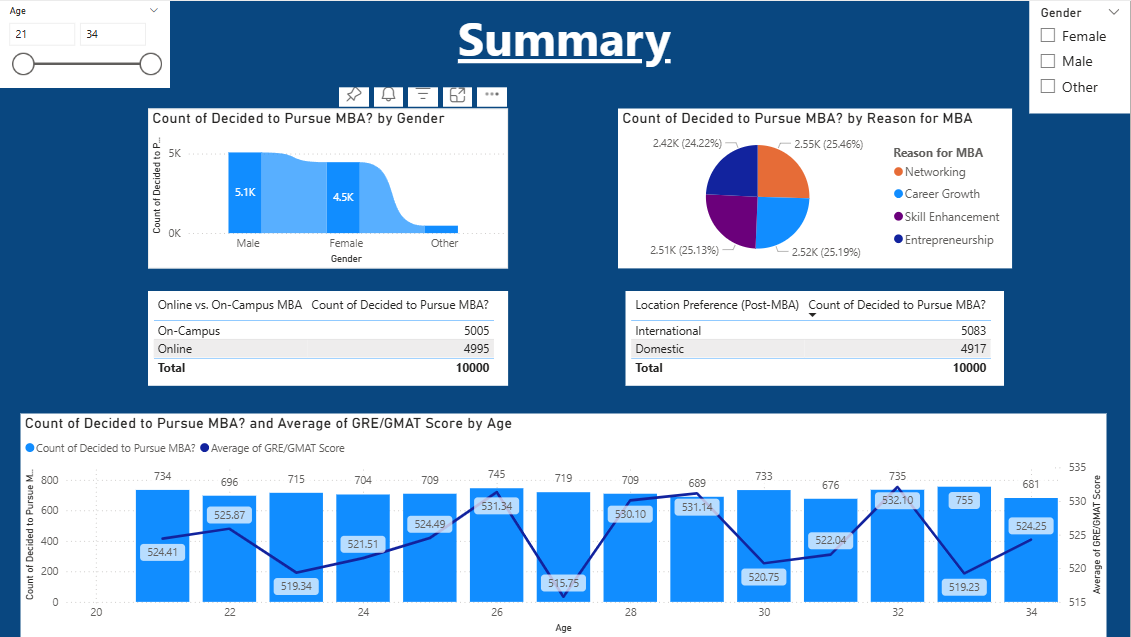 Age
21 34
Summary
Gender
Female
Male
Other
Count of Decided to Pursue MBA? by Gender
Count of Decided to P...
5K
0K
5.1K
4.5K
Male Female Other
Gender
Count of Decided to Pursue MBA? by Reason for MBA
2.42K (24.22%) 2.55K (25.46%)
2.51K (25.13%) 2.52K (25.19%)
Reason for MBA
Networking
Career Growth
Skill Enhancement
Entrepreneurship
Online vs. On-Campus MBA Count of Decided to Pursue MBA?
On-Campus 5005
Online 4995
Total 10000
Location Preference (Post-MBA) Count of Decided to Pursue MBA?
International 5083
Domestic 4917
Total 10000
Count of Decided to Pursue MBA? and Average of GRE/GMAT Score by Age
Count of Decided to Pursue MBA? Average of GRE/GMAT Score
Count of Decided to Pursue M...
800
600
400
200
0
734 696 715 704 709 745 719 709 689 733 676 735 755 681
524.41 525.87 519.34 521.51 524.49 531.34 515.75 530.10 531.14 520.75 522.04 532.10 519.23 524.25
535
530
525
520
515
Average of GRE/GMAT Score
20 22 24 26 28 30 32 34
Age